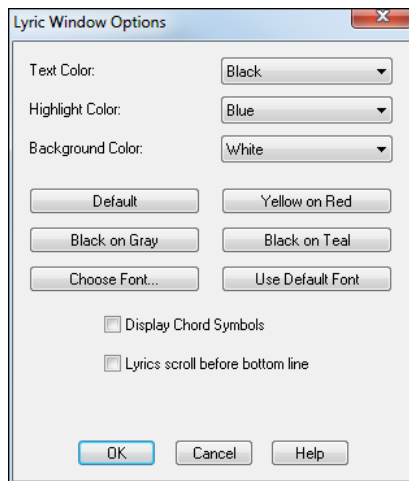 Lyric Window Options
Text Color: Black
Highlight Color: Blue
Background Color: White
Default Yellow on Red
Black on Gray Black on Teal
Choose Font... Use Default Font
Display Chord Symbols
Lyrics scroll before bottom line
OK Cancel Help